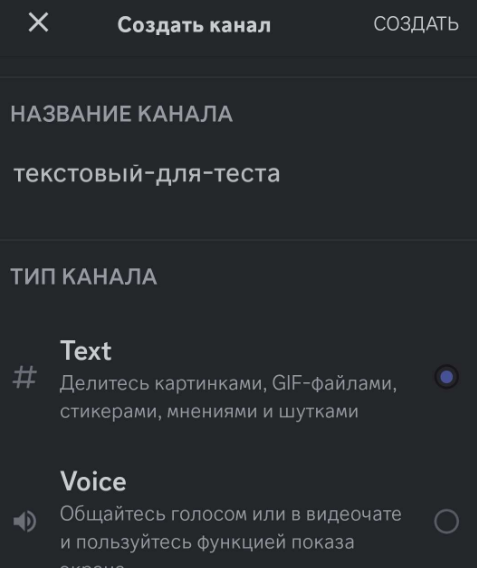 Создать канал СОЗДАТЬ
НАЗВАНИЕ КАНАЛА
текстовый-для-теста
ТИП КАНАЛА
Text
Делитесь картинками, GIF-файлами,
стикерами, мнениями и шутками
Voice
Общайтесь голосом или в видеочате
и пользуйтесь функцией показа